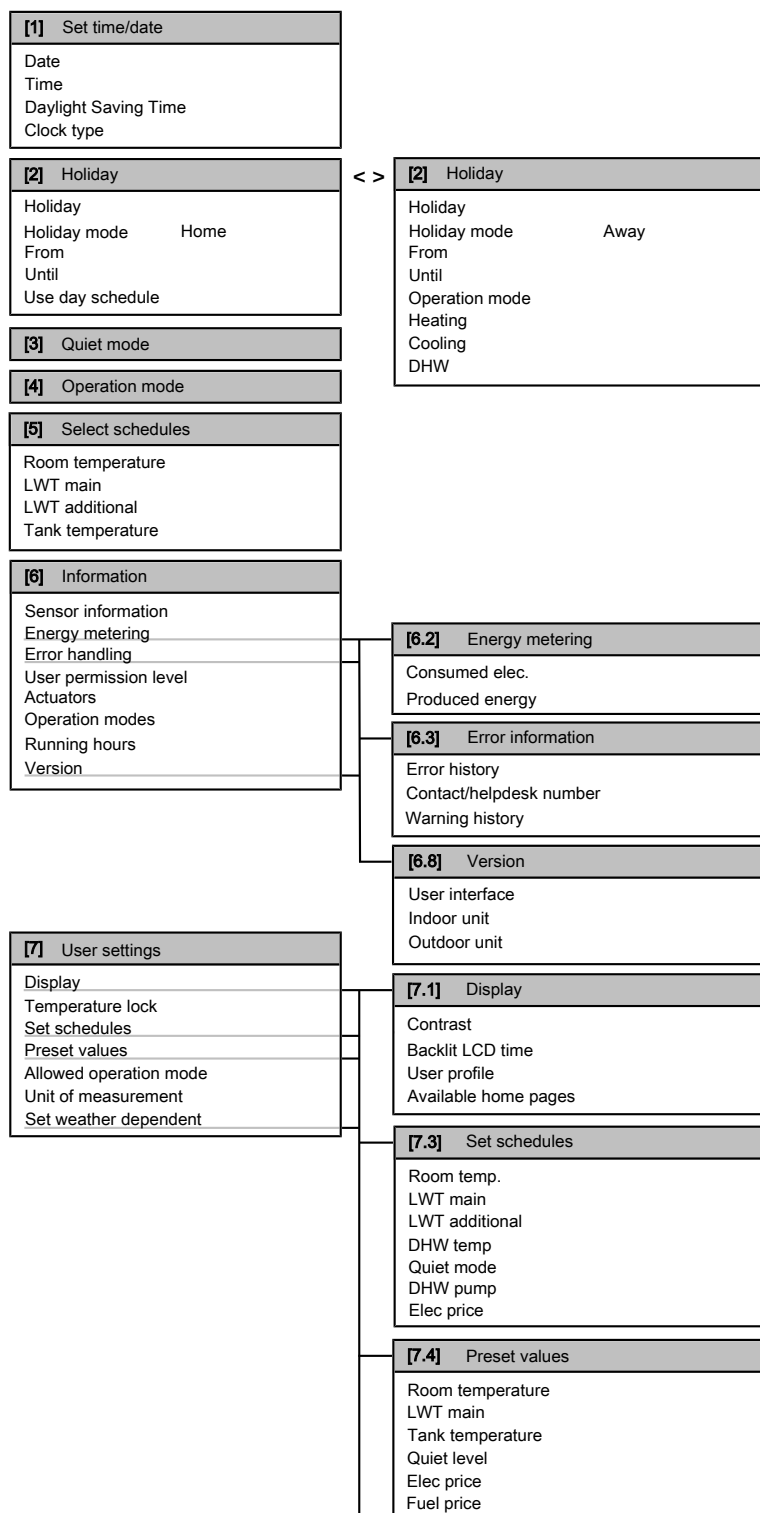 [1] Set time/date
Date
Time
Daylight Saving Time
Clock type
[2] Holiday
Holiday
Holiday mode Home
From
Until
Use day schedule
< >
[2] Holiday
Holiday
Holiday mode Away
From
Until
Operation mode
Heating
Cooling
DHW
[3] Quiet mode
[4] Operation mode
[5] Select schedules
Room temperature
LWT main
LWT additional
Tank temperature
[6] Information
Sensor information
Energy metering
Error handling
User permission level
Actuators
Operation modes
Running hours
Version
[6.2] Energy metering
Consumed elec.
Produced energy
[6.3] Error information
Error history
Contact/helpdesk number
Warning history
[6.8] Version
User interface
Indoor unit
Outdoor unit
[7] User settings
Display
Temperature lock
Set schedules
Preset values
Allowed operation mode
Unit of measurement
Set weather dependent
[7.1] Display
Contrast
Backlit LCD time
User profile
Available home pages
[7.3] Set schedules
Room temp.
LWT main
LWT additional
DHW temp
Quiet mode
DHW pump
Elec price
[7.4] Preset values
Room temperature
LWT main
Tank temperature
Quiet level
Elec price
Fuel price